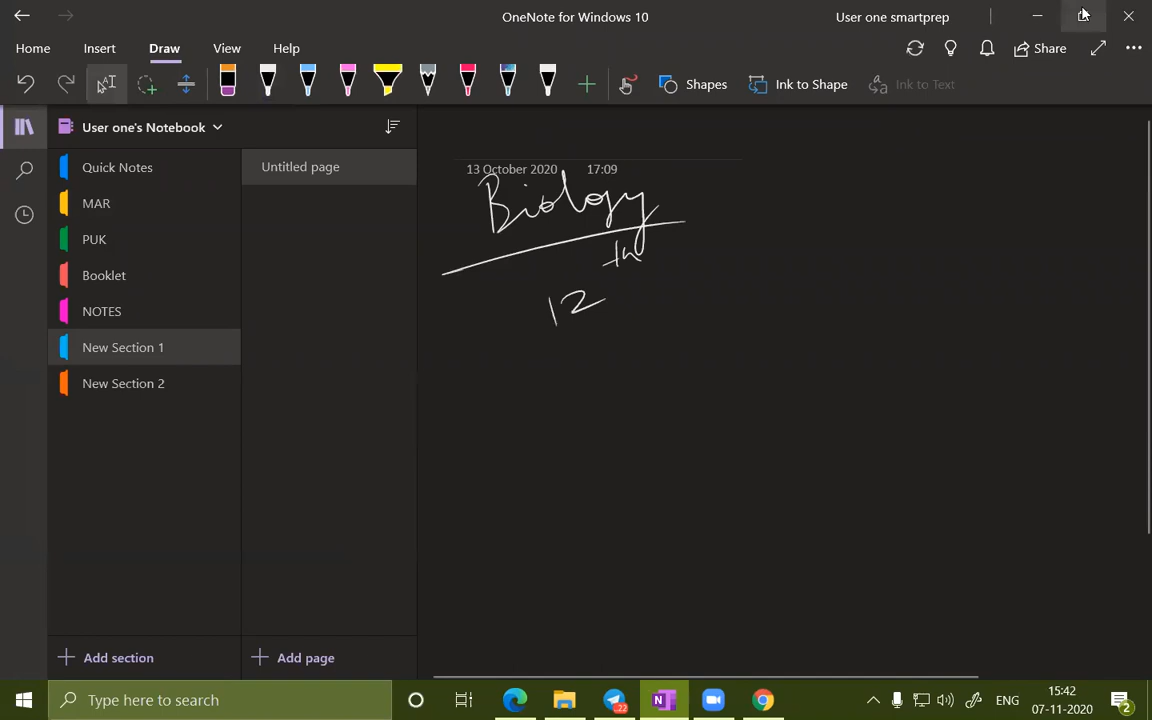 OneNote for Windows 10
User one smartprep
Home
Insert
Draw
View
Help
Share
Shapes
Ink to Shape
Ink to Text
User one's Notebook
Quick Notes
MAR
PUK
Booklet
NOTES
New Section 1
New Section 2
Untitled page
13 October 2020 17:09
Biology
12th
Add section
Add page
Type here to search
22
N
ENG
15:42
07-11-2020
2